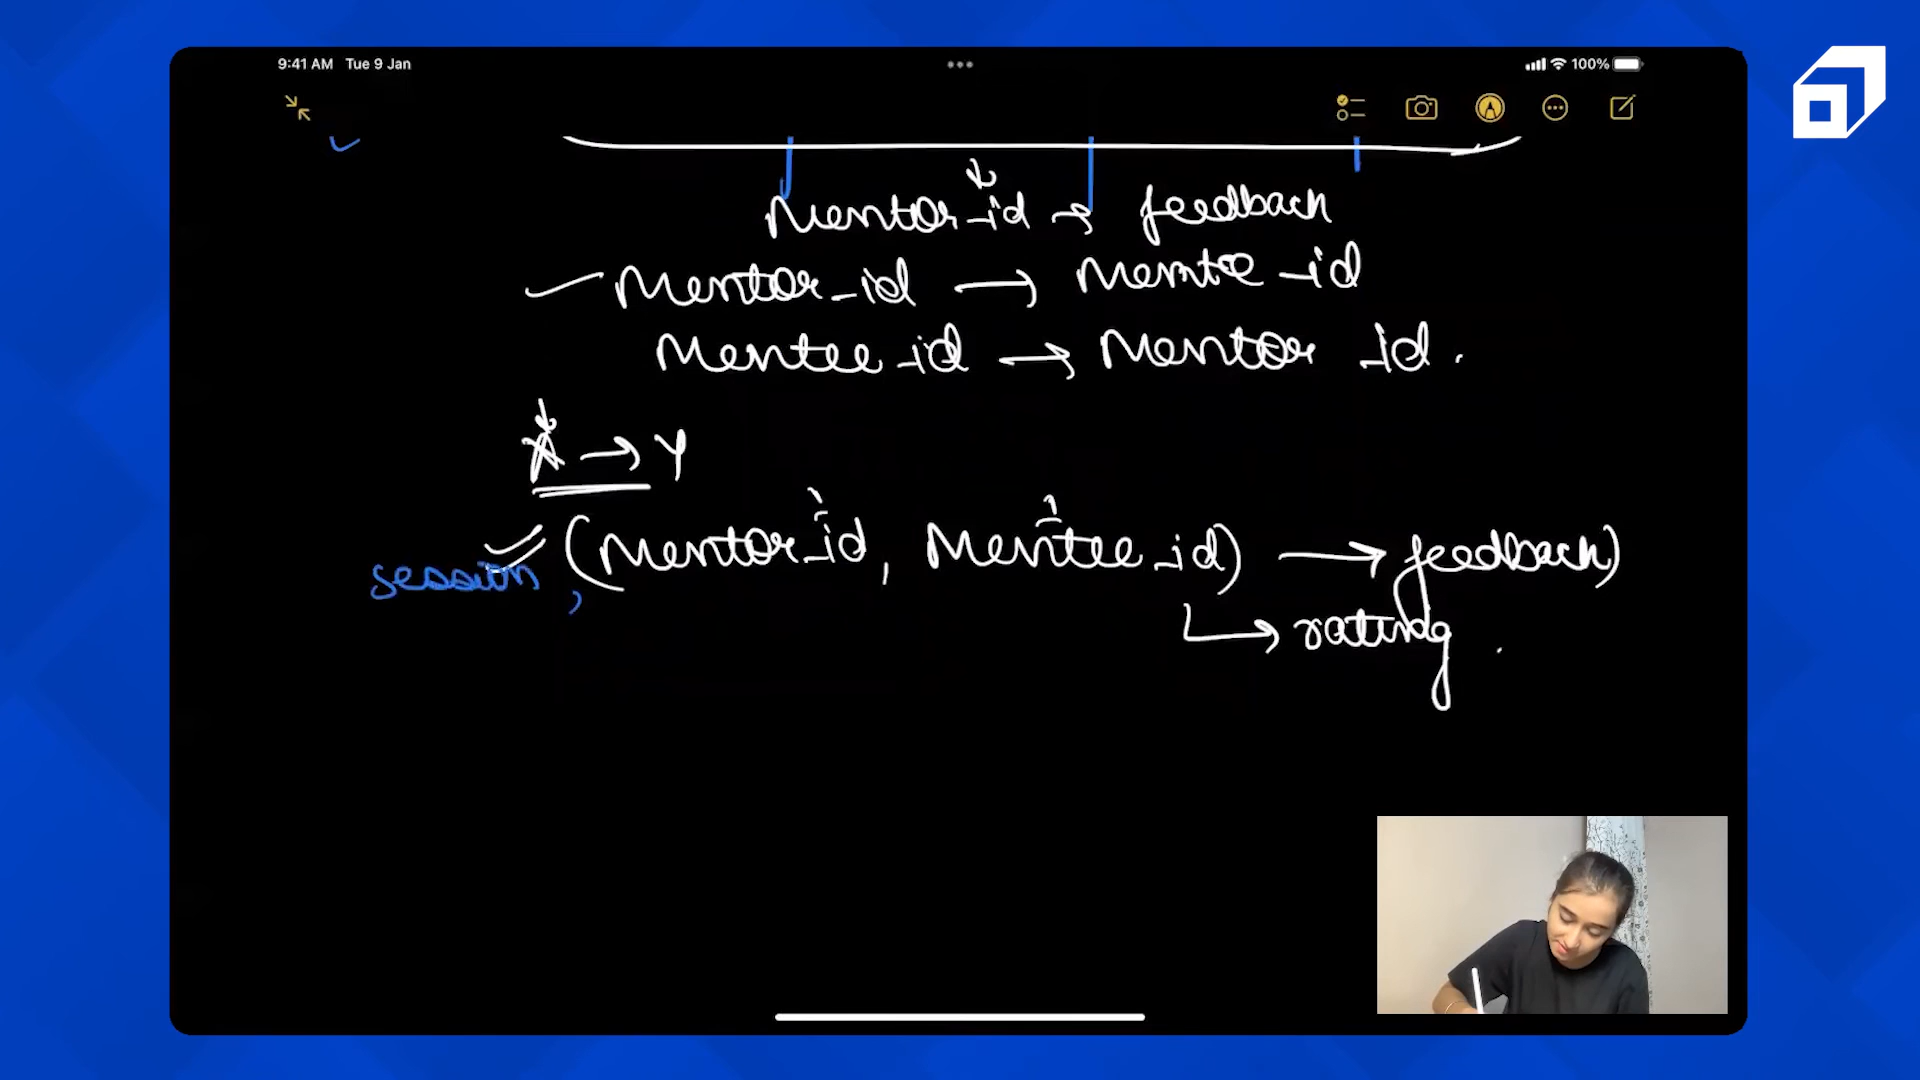 9:41 AM Tue 9 Jan 100%
Mentor_id → feedback
Mentor_id → Mentee_id
Mentee_id → Mentor_id.
X → Y
session, (Mentor_id, Mentee_id) → feedback)
↳ rating.